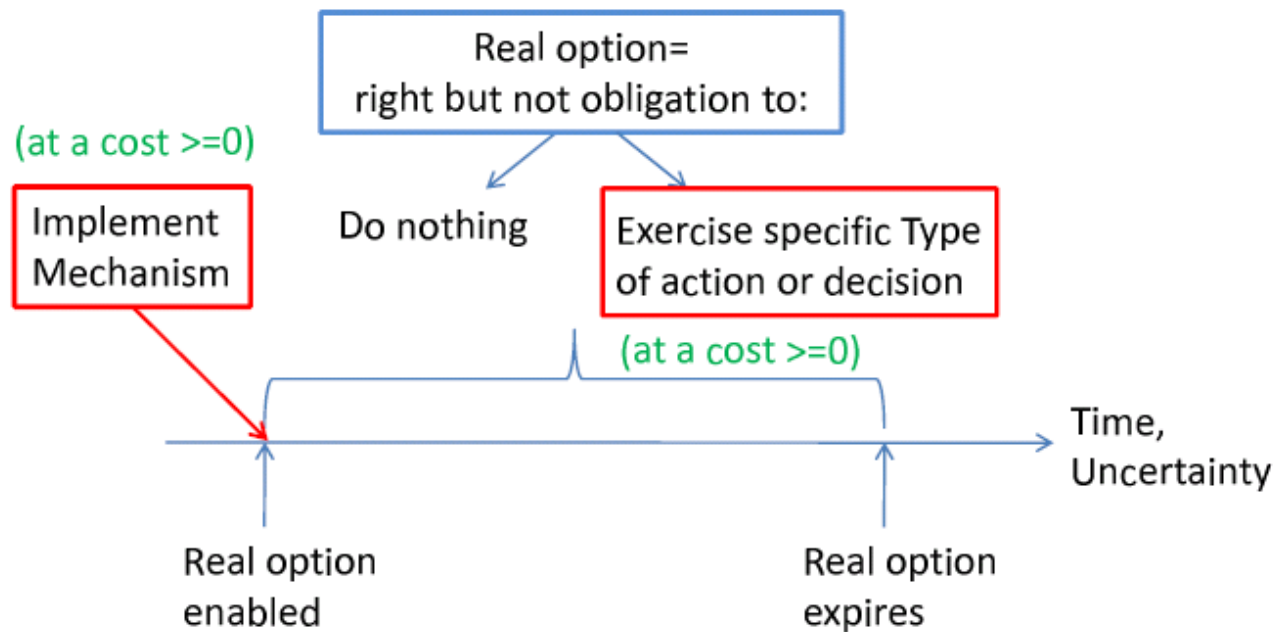 Real option=
right but not obligation to:
(at a cost >=0)
Implement
Mechanism
Do nothing
Exercise specific Type
of action or decision
(at a cost >=0)
Time,
Uncertainty
Real option
enabled
Real option
expires